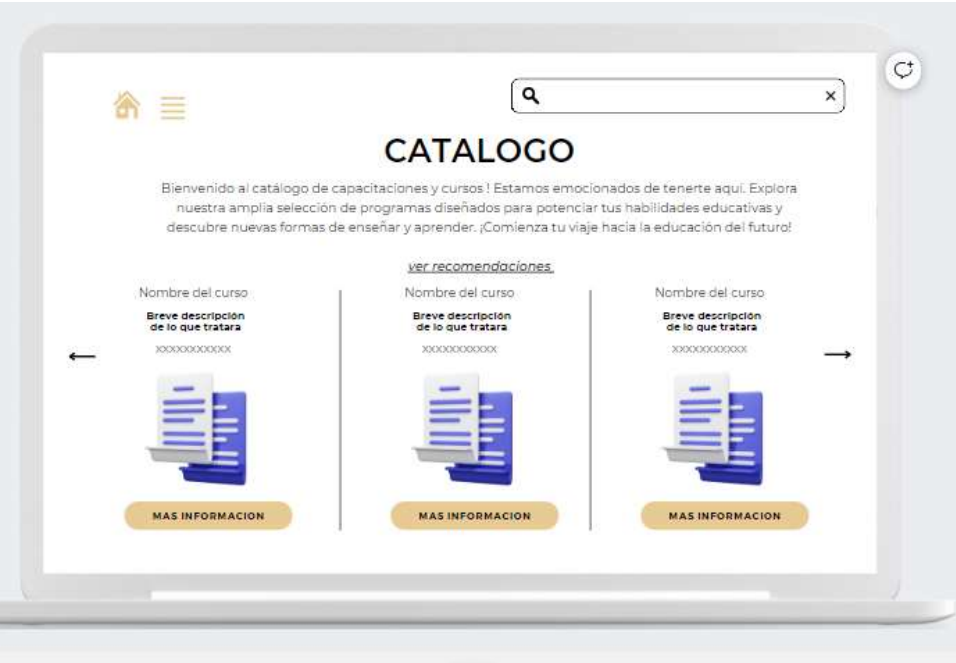 CATALOGO
Bienvenido al catálogo de capacitaciones y cursos ! Estamos emocionados de tenerte aquí. Explora
nuestra amplia selección de programas diseñados para potenciar tus habilidades educativas y
descubre nuevas formas de enseñar y aprender. ¡Comienza tu viaje hacia la educación del futuro!
ver recomendaciones
Nombre del curso
Breve descripción
de lo que tratara
xxxxxxxxxxx
MAS INFORMACION
Nombre del curso
Breve descripción
de lo que tratara
xxxxxxxxxxx
MAS INFORMACION
Nombre del curso
Breve descripción
de lo que tratara
xxxxxxxxxxx
MAS INFORMACION